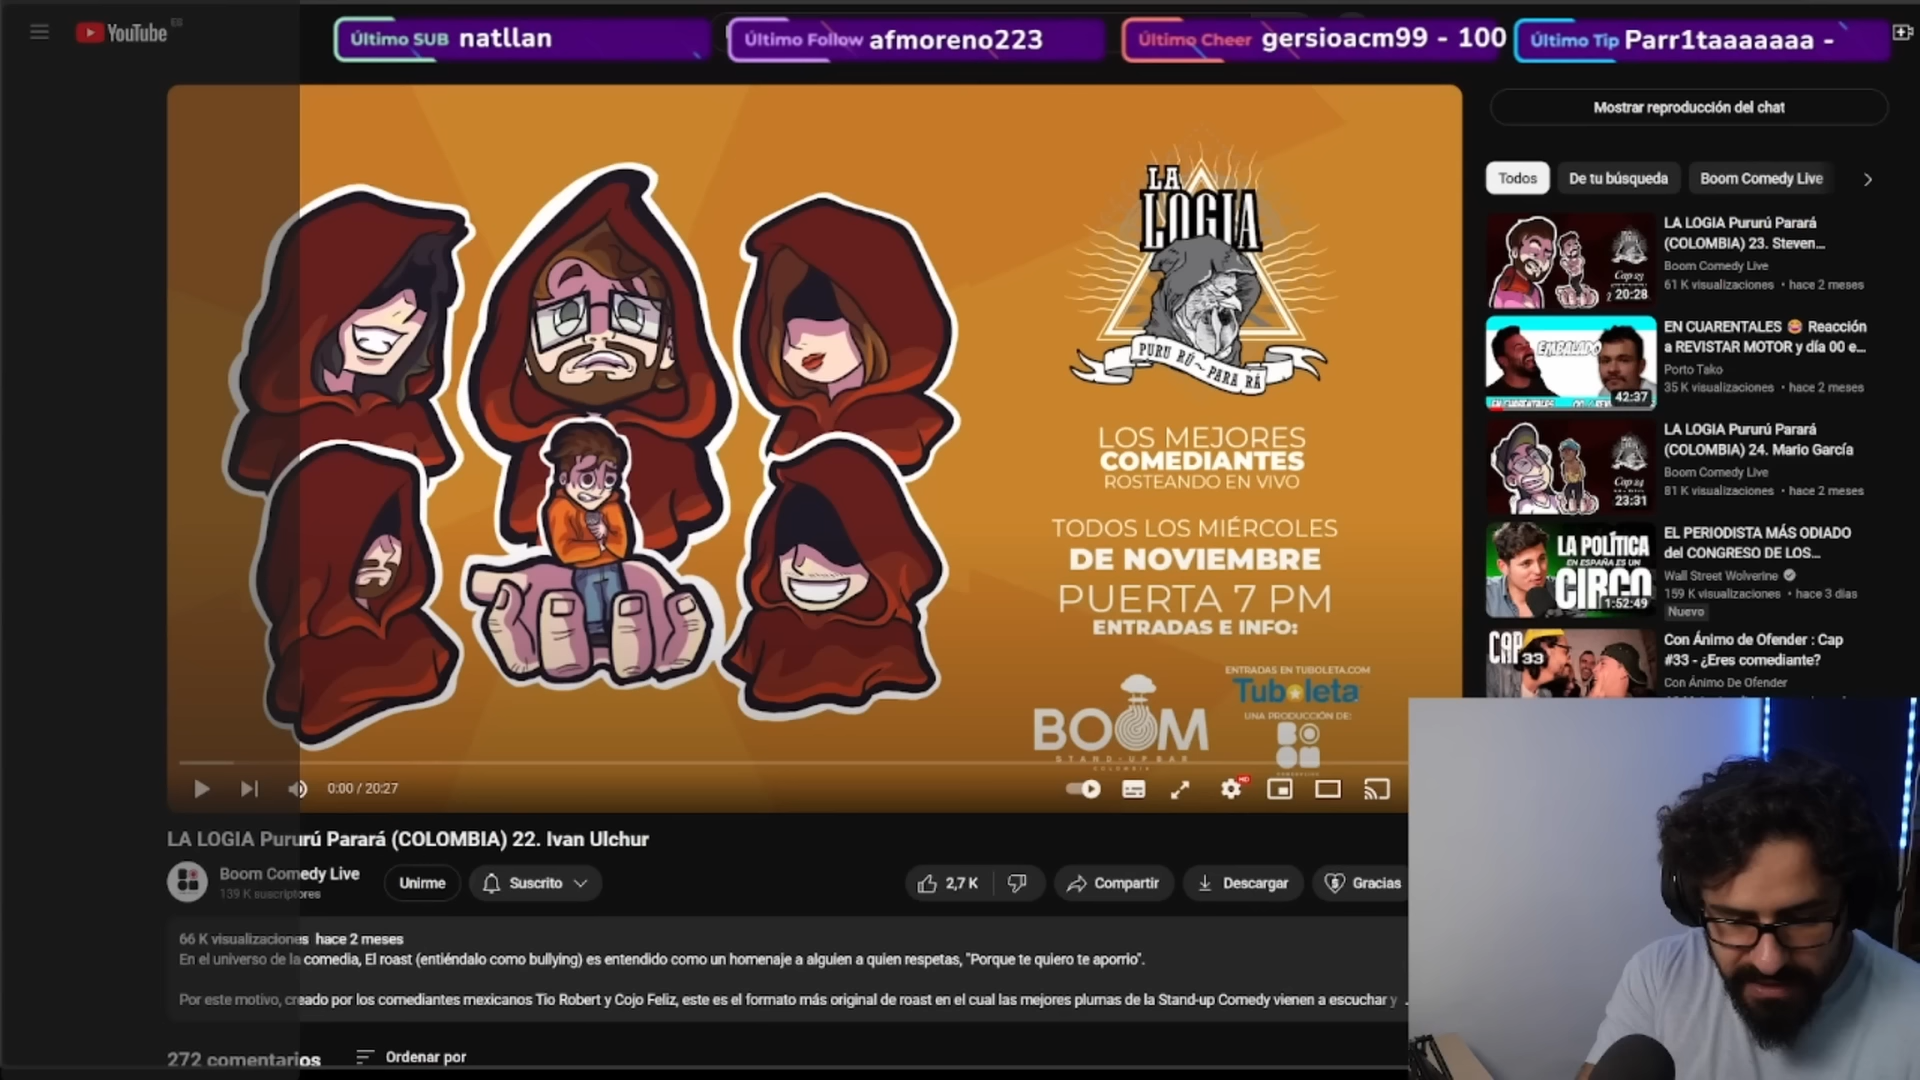 YouTube EG
Último SUB natllan
Último Follow afmoreno223
Último Cheer gersioacm99 - 100
Último Tip Parr1taaaaaaa -
LA
LOGIA
PURU RÚ ~ PARA RÁ
LOS MEJORES
COMEDIANTES
ROSTEANDO EN VIVO
TODOS LOS MIÉRCOLES
DE NOVIEMBRE
PUERTA 7 PM
ENTRADAS E INFO:
ENTRADAS EN TUBOLETA.COM
Tuboleta
UNA PRODUCCIÓN DE:
BOOM
STAND-UP BAR
COLOMBIA
0:00 / 20:27
HD
LA LOGIA Pururú Parará (COLOMBIA) 22. Ivan Ulchur
Boom Comedy Live
139 K suscriptores
Unirme
Suscrito
2,7 K
Compartir
Descargar
Gracias
66 K visualizaciones hace 2 meses
En el universo de la comedia, El roast (entiéndalo como bullying) es entendido como un homenaje a alguien a quien respetas, "Porque te quiero te aporrio".
Por este motivo, creado por los comediantes mexicanos Tio Robert y Cojo Feliz, este es el formato más original de roast en el cual las mejores plumas de la Stand-up Comedy vienen a escuchar y ...
272 comentarios
Ordenar por
Mostrar reproducción del chat
Todos
De tu búsqueda
Boom Comedy Live
LA LOGIA Pururú Parará
(COLOMBIA) 23. Steven...
Boom Comedy Live
61 K visualizaciones • hace 2 meses
Cap 23
20:28
EN CUARENTALES 😂 Reacción
a REVISTAR MOTOR y día 00 e...
Porto Tako
35 K visualizaciones • hace 2 meses
EMPALADO
42:37
LA LOGIA Pururú Parará
(COLOMBIA) 24. Mario García
Boom Comedy Live
81 K visualizaciones • hace 2 meses
Cap 24
23:31
EL PERIODISTA MÁS ODIADO
del CONGRESO DE LOS...
Wall Street Wolverine
159 K visualizaciones • hace 3 días
Nuevo
LA POLÍTICA
EN ESPAÑA ES UN
CIRCO
1:52:49
Con Ánimo de Ofender : Cap
#33 - ¿Eres comediante?
Con Ánimo De Ofender
CAP
33